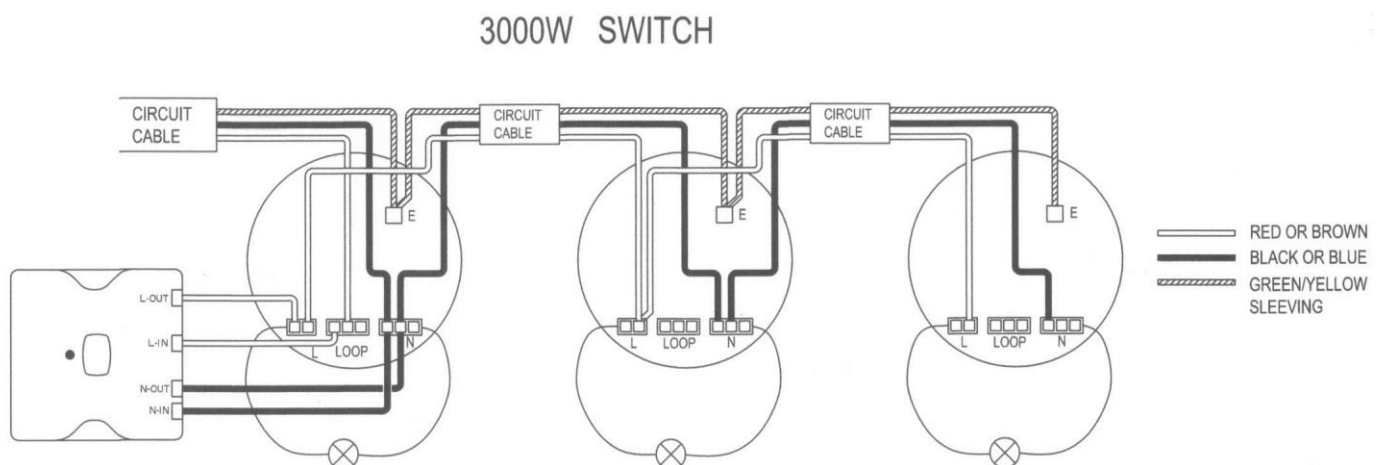 3000W SWITCH
CIRCUIT
CABLE
CIRCUIT
CABLE
CIRCUIT
CABLE
E
E
E
RED OR BROWN
BLACK OR BLUE
GREEN/YELLOW
SLEEVING
L-OUT
L-IN
N-OUT
N-IN
L
LOOP
N
L
LOOP
N
L
LOOP
N